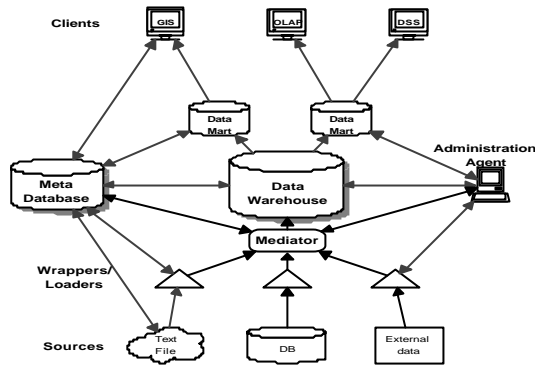 Clients
GIS
OLAP
DSS
Data
Mart
Data
Mart
Administration
Agent
Meta
Database
Data
Warehouse
Mediator
Wrappers/
Loaders
Sources
Text
File
DB
External
data